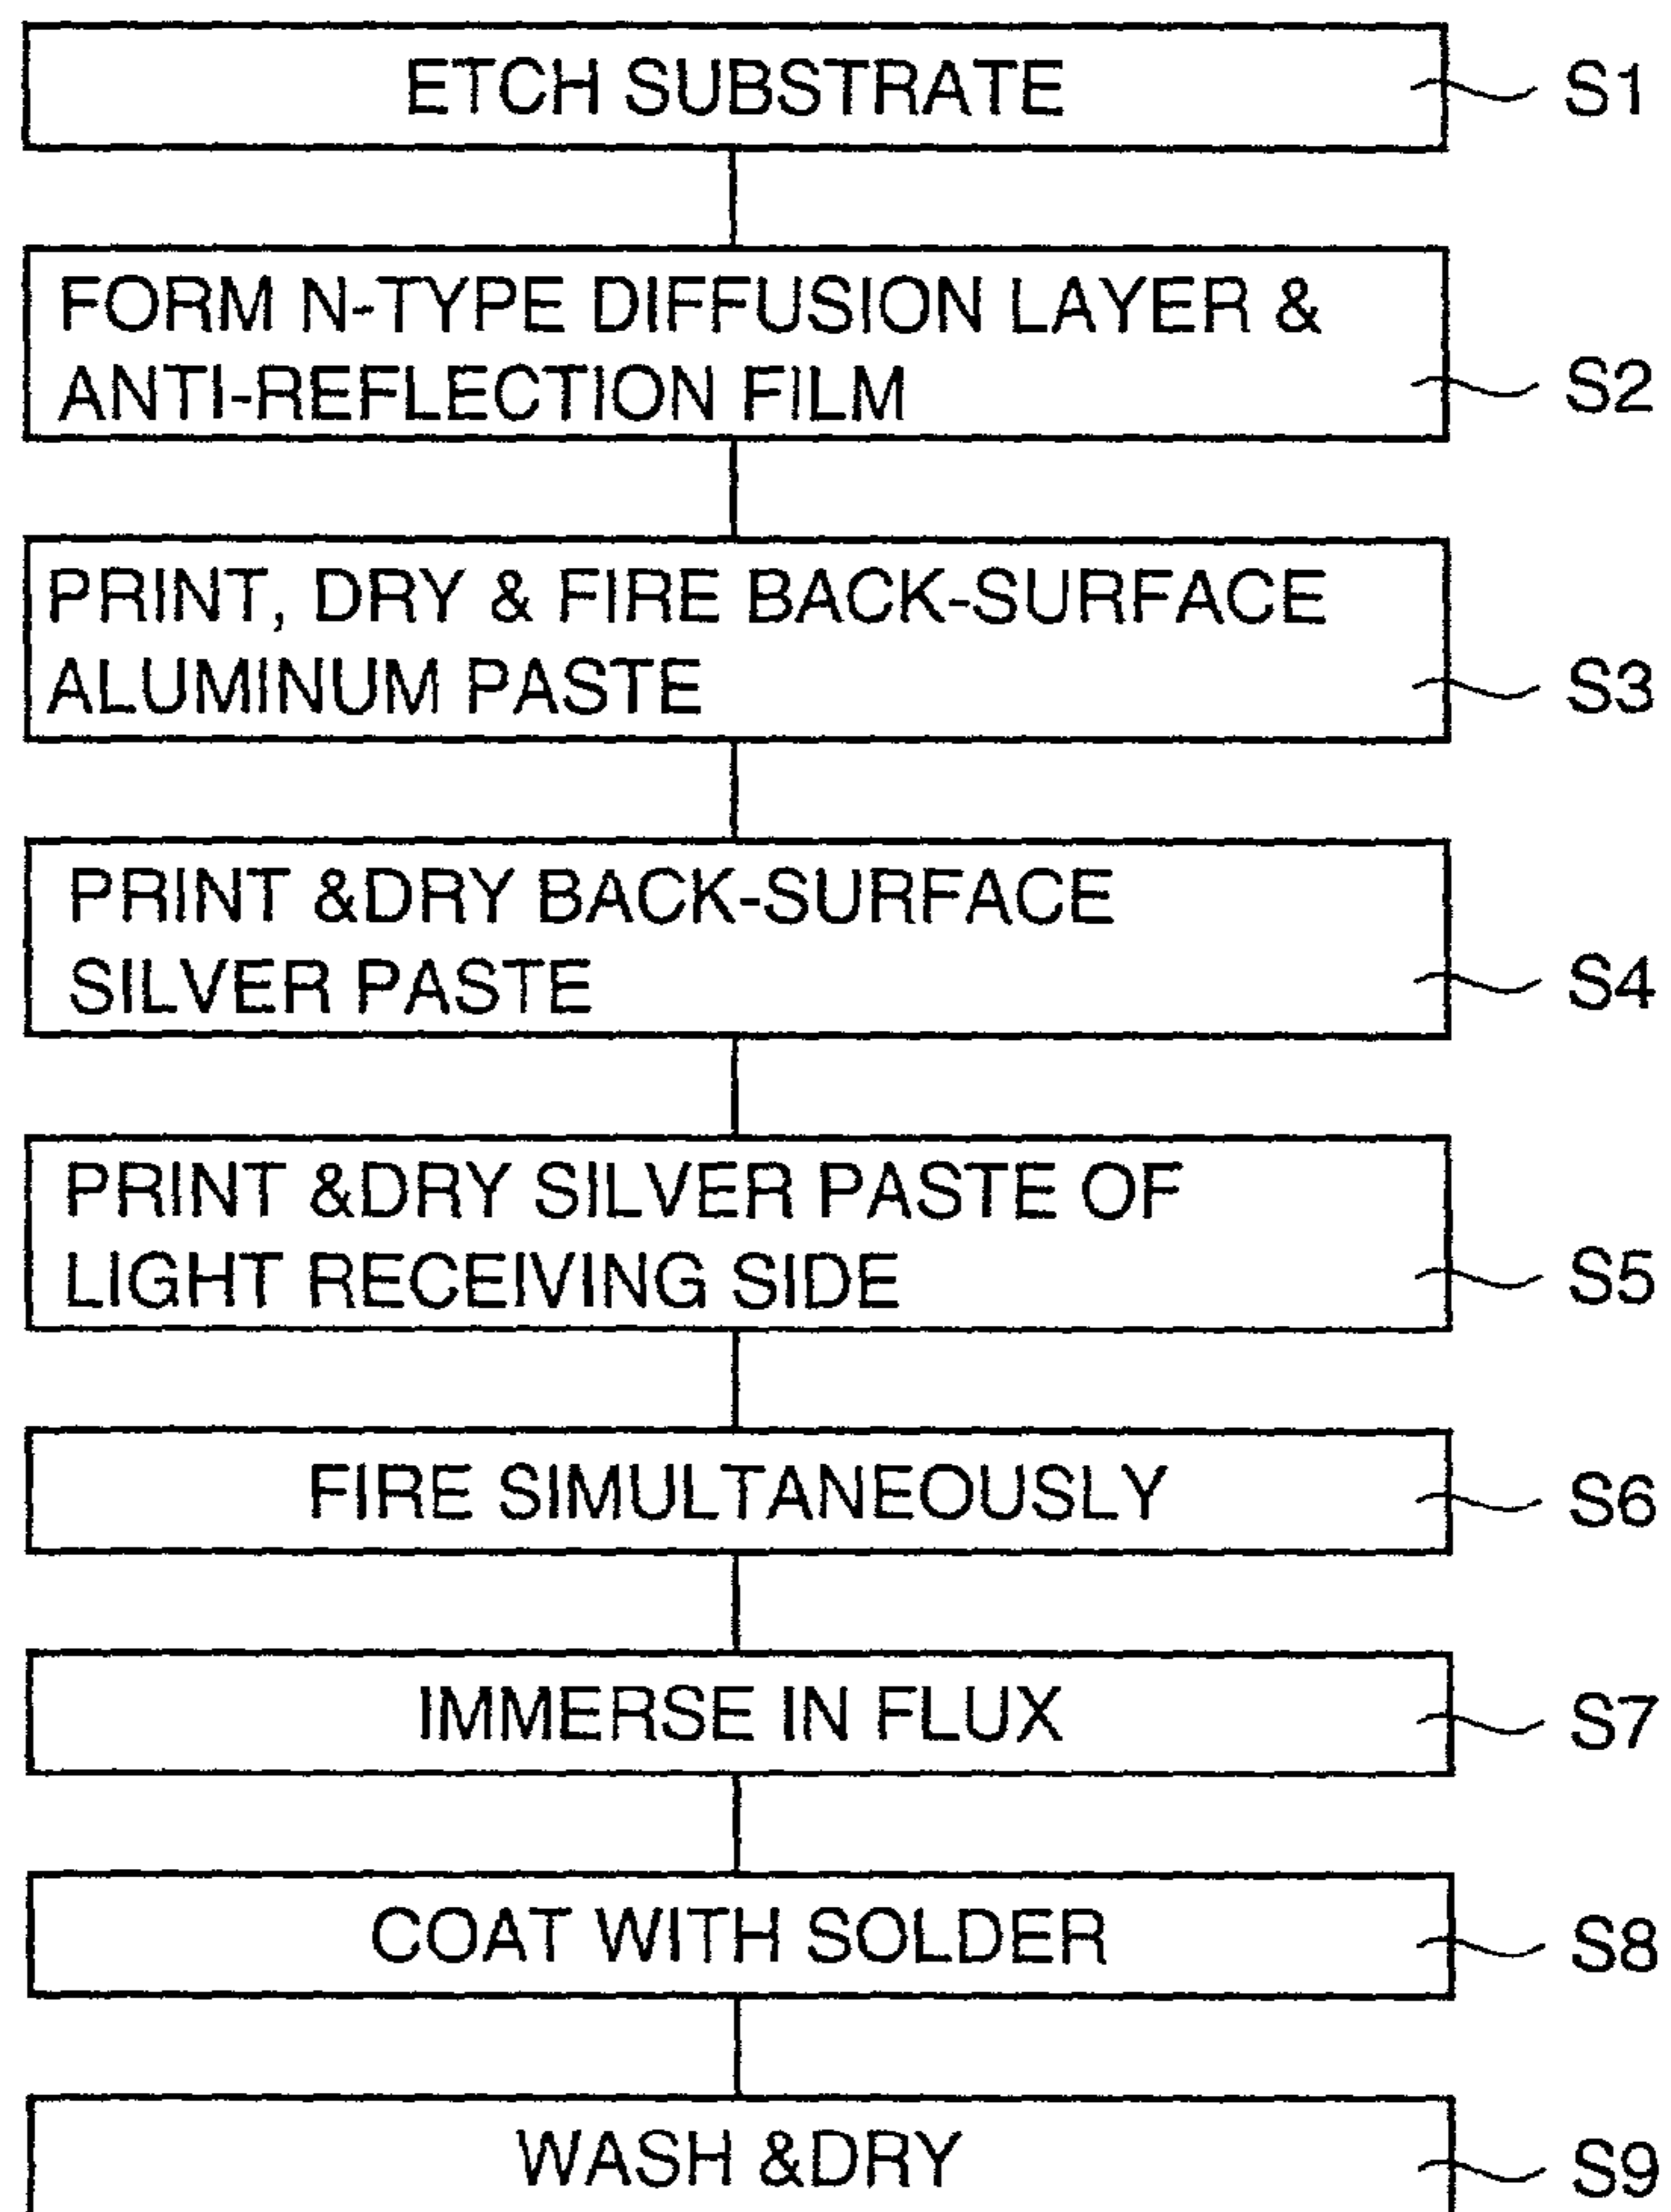 ETCH SUBSTRATE
S1
FORM N-TYPE DIFFUSION LAYER &
ANTI-REFLECTION FILM
S2
PRINT, DRY & FIRE BACK-SURFACE
ALUMINUM PASTE
S3
PRINT &DRY BACK-SURFACE
SILVER PASTE
S4
PRINT &DRY SILVER PASTE OF
LIGHT RECEIVING SIDE
S5
FIRE SIMULTANEOUSLY
S6
IMMERSE IN FLUX
S7
COAT WITH SOLDER
S8
WASH &DRY
S9